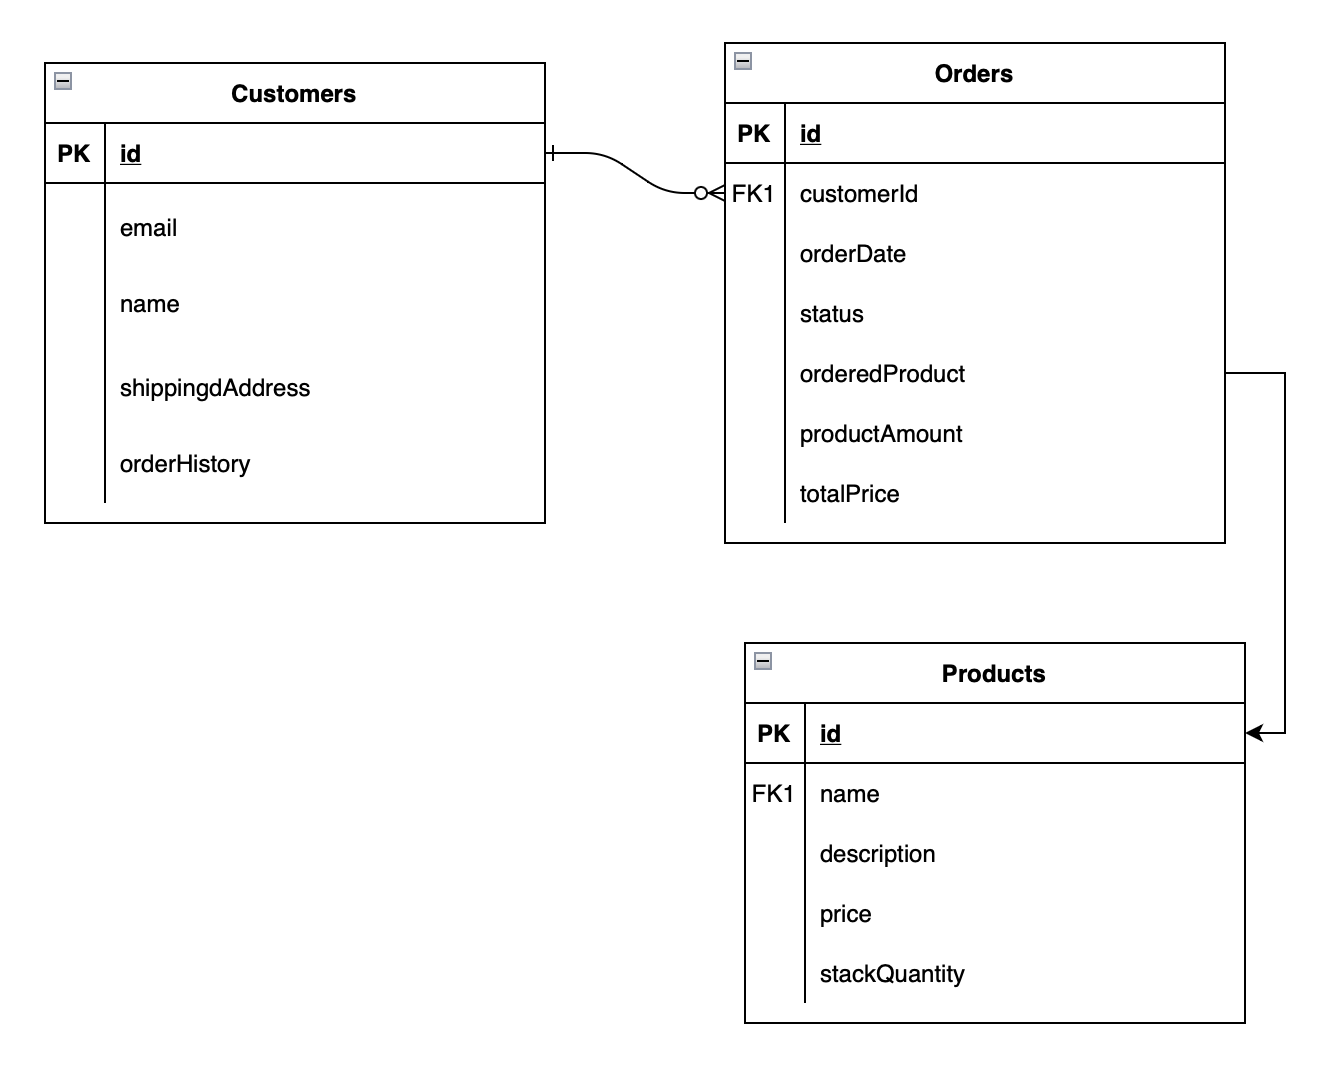 Customers
PK id
email
name
shippingdAddress
orderHistory
Orders
PK id
FK1 customerId
orderDate
status
orderedProduct
productAmount
totalPrice
Products
PK id
FK1 name
description
price
stackQuantity